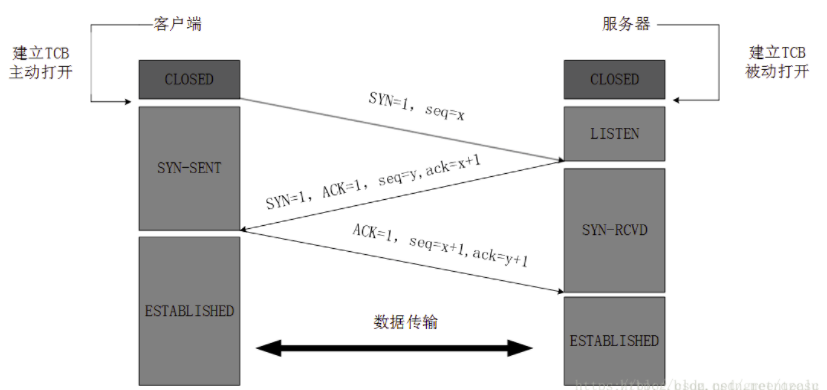 客户端
服务器
建立TCB
主动打开
建立TCB
被动打开
CLOSED
CLOSED
SYN=1, seq=x
LISTEN
SYN-SENT
SYN=1, ACK=1, seq=y,ack=x+1
SYN-RCVD
ACK=1, seq=x+1,ack=y+1
ESTABLISHED
数据传输
ESTABLISHED